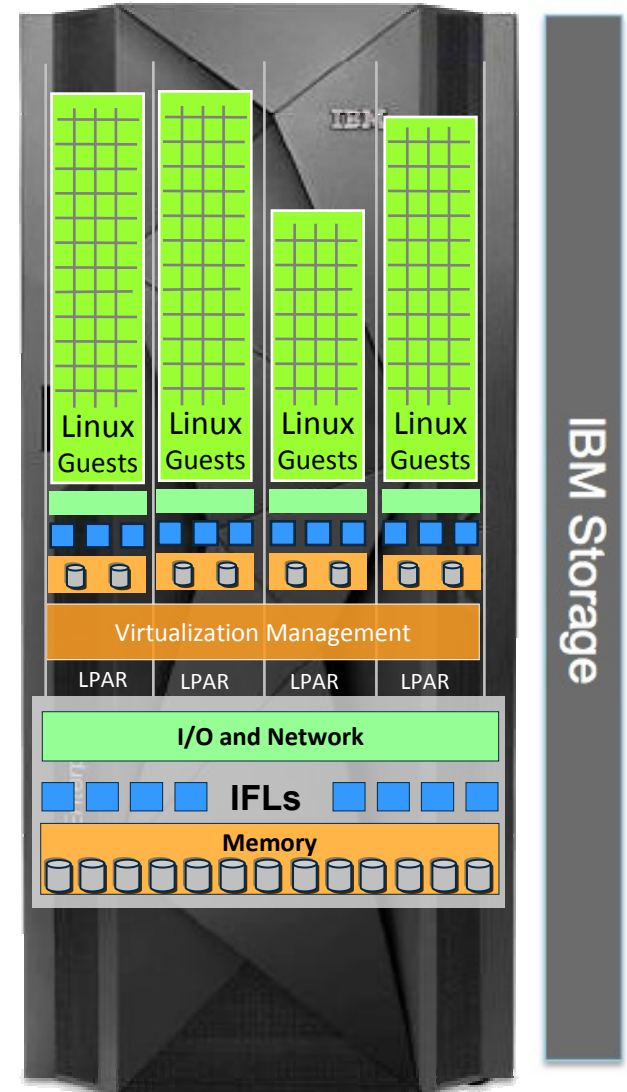 IBM
Linux
Guests
Linux
Guests
Linux
Guests
Linux
Guests
Virtualization Management
LPAR
LPAR
LPAR
LPAR
I/O and Network
IFLs
Memory
IBM Storage